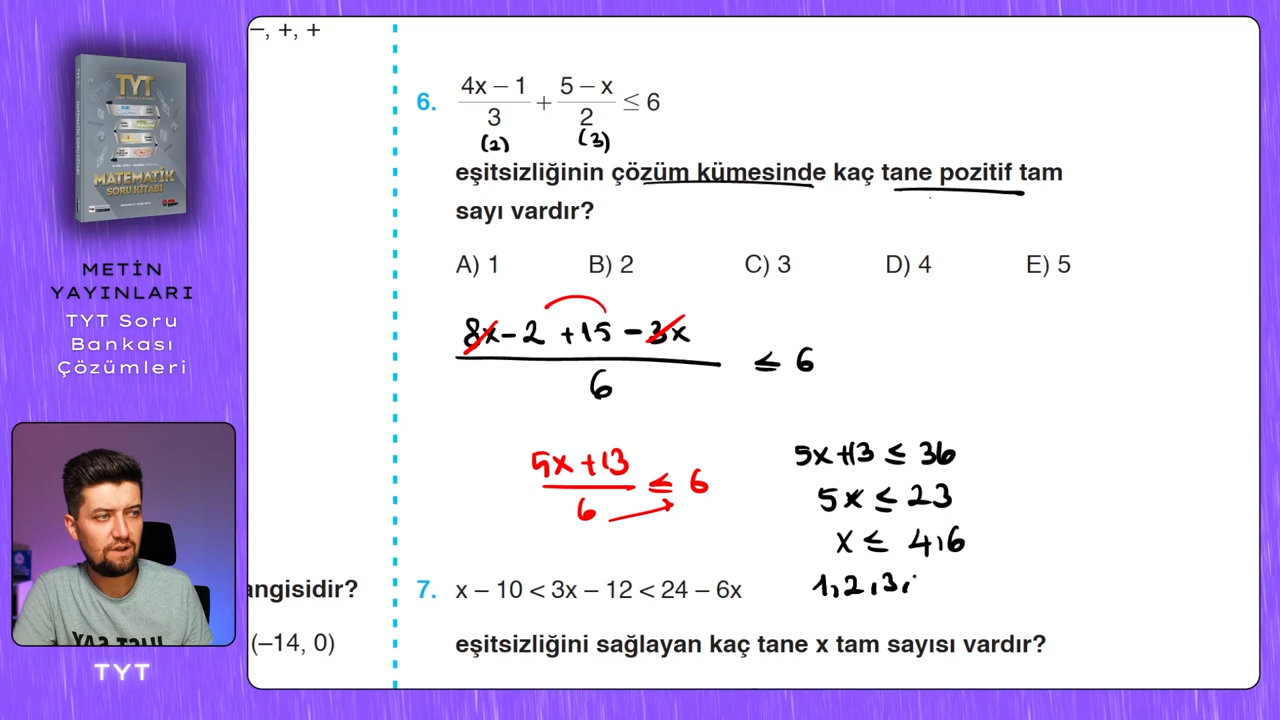 –, +, +
TYT
MATEMATİK
SORU KİTABI
METİN
YAYINLARI
TYT Soru
Bankası
Çözümleri
TYT
angisidir?
(–14, 0)
6. (4x – 1)/3 + (5 – x)/2 ≤ 6
(2) (3)
eşitsizliğinin çözüm kümesinde kaç tane pozitif tam
sayı vardır?
A) 1 B) 2 C) 3 D) 4 E) 5
(8x – 2 + 15 – 3x)/6 ≤ 6
(5x + 13)/6 ≤ 6
5x + 13 ≤ 36
5x ≤ 23
x ≤ 4,6
1, 2, 3,
7. x – 10 < 3x – 12 < 24 – 6x
eşitsizliğini sağlayan kaç tane x tam sayısı vardır?